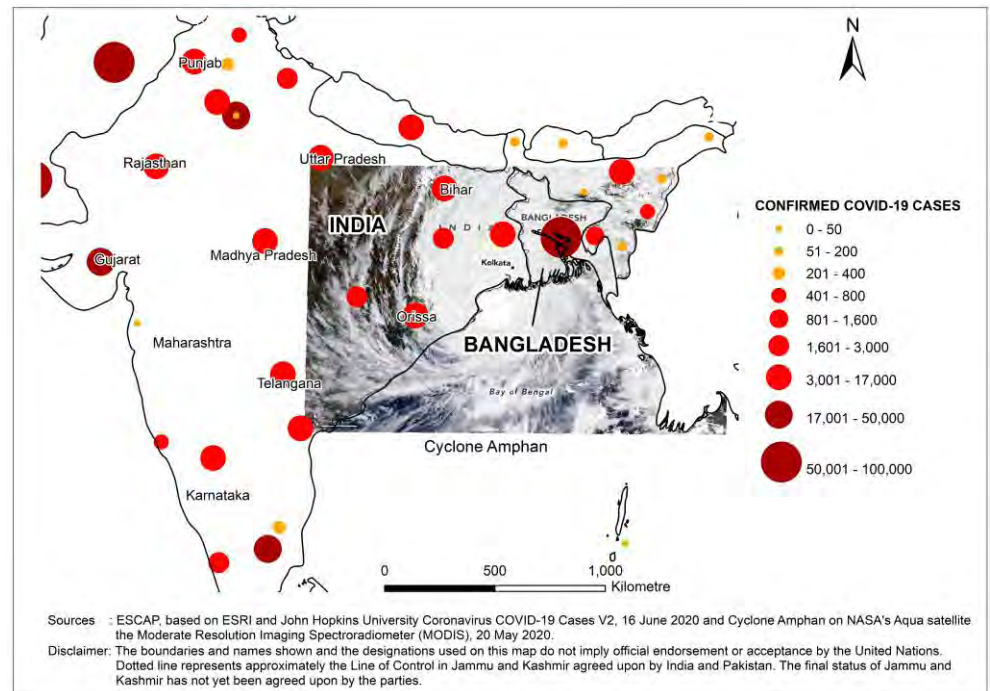 N
Punjab
Rajasthan
Uttar Pradesh
Bihar
INDIA
INDIA
BANGLADESH
Gujarat
Madhya Pradesh
Kolkata
Orissa
Maharashtra
BANGLADESH
Telangana
Bay of Bengal
Cyclone Amphan
Karnataka
CONFIRMED COVID-19 CASES
0 - 50
51 - 200
201 - 400
401 - 800
801 - 1,600
1,601 - 3,000
3,001 - 17,000
17,001 - 50,000
50,001 - 100,000
0 500 1,000
Kilometre
Sources : ESCAP, based on ESRI and John Hopkins University Coronavirus COVID-19 Cases V2, 16 June 2020 and Cyclone Amphan on NASA's Aqua satellite
the Moderate Resolution Imaging Spectroradiometer (MODIS), 20 May 2020.
Disclaimer: The boundaries and names shown and the designations used on this map do not imply official endorsement or acceptance by the United Nations.
Dotted line represents approximately the Line of Control in Jammu and Kashmir agreed upon by India and Pakistan. The final status of Jammu and
Kashmir has not yet been agreed upon by the parties.